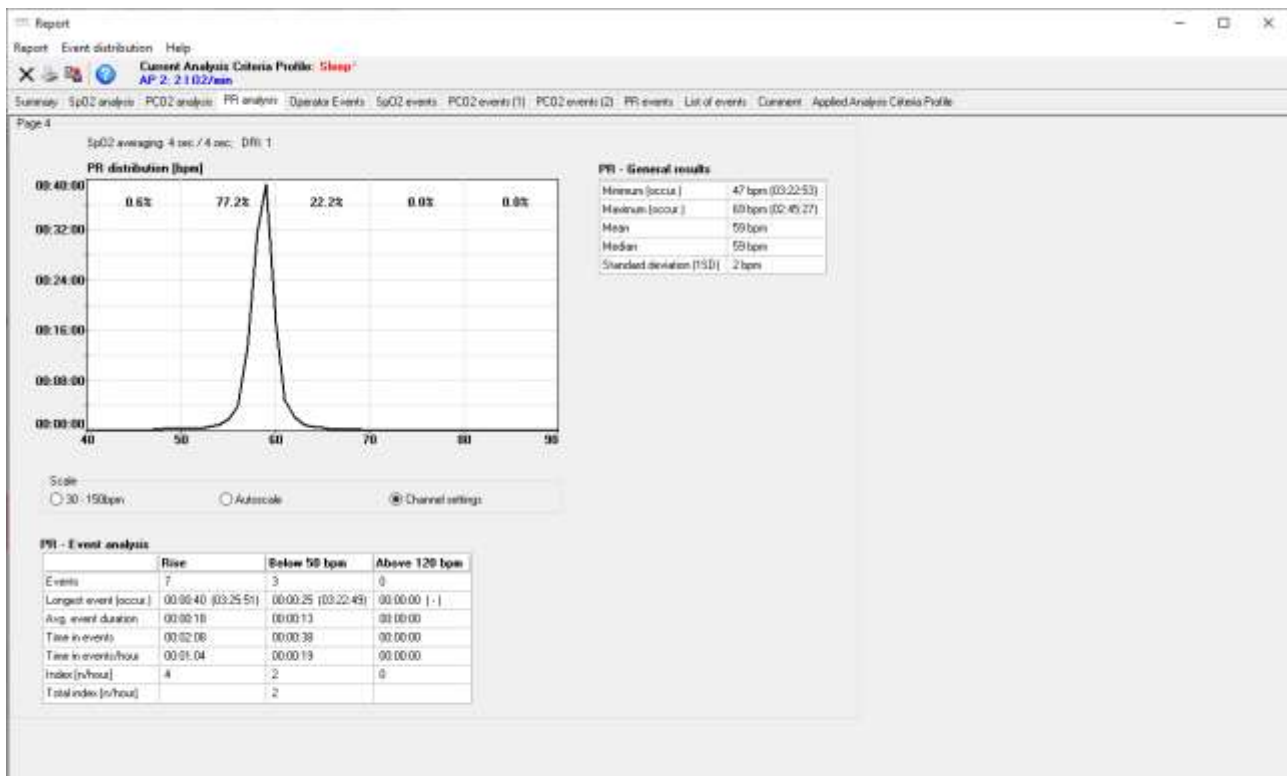 Report
Report Event distribution Help
Current Analysis Criteria Profile: Sleep*
AP 2: 2 l O2/min
Summary SpO2 analysis PCO2 analysis PR analysis Operator Events SpO2 events PCO2 events (1) PCO2 events (2) PR events List of events Comment Applied Analysis Criteria Profile
Page 4
SpO2 averaging: 4 sec / 4 sec; DRI: 1
PR distribution [bpm]
00:40:00
0.6% 77.2% 22.2% 0.0% 0.0%
00:32:00
00:24:00
00:16:00
00:08:00
00:00:00
40 50 60 70 80 90
PR - General results
Minimum (occur.) 47 bpm (03:22:53)
Maximum (occur.) 69 bpm (02:45:27)
Mean 59 bpm
Median 59 bpm
Standard deviation (1SD) 2 bpm
Scale
30 - 150bpm Autoscale Channel settings
PR - Event analysis
Rise Below 50 bpm Above 120 bpm
Events 7 3 0
Longest event (occur.) 00:00:40 (03:25:51) 00:00:25 (03:22:49) 00:00:00 ( - )
Avg. event duration 00:00:18 00:00:13 00:00:00
Time in events 00:02:08 00:00:38 00:00:00
Time in events/hour 00:01:04 00:00:19 00:00:00
Index [n/hour] 4 2 0
Total index [n/hour] 2